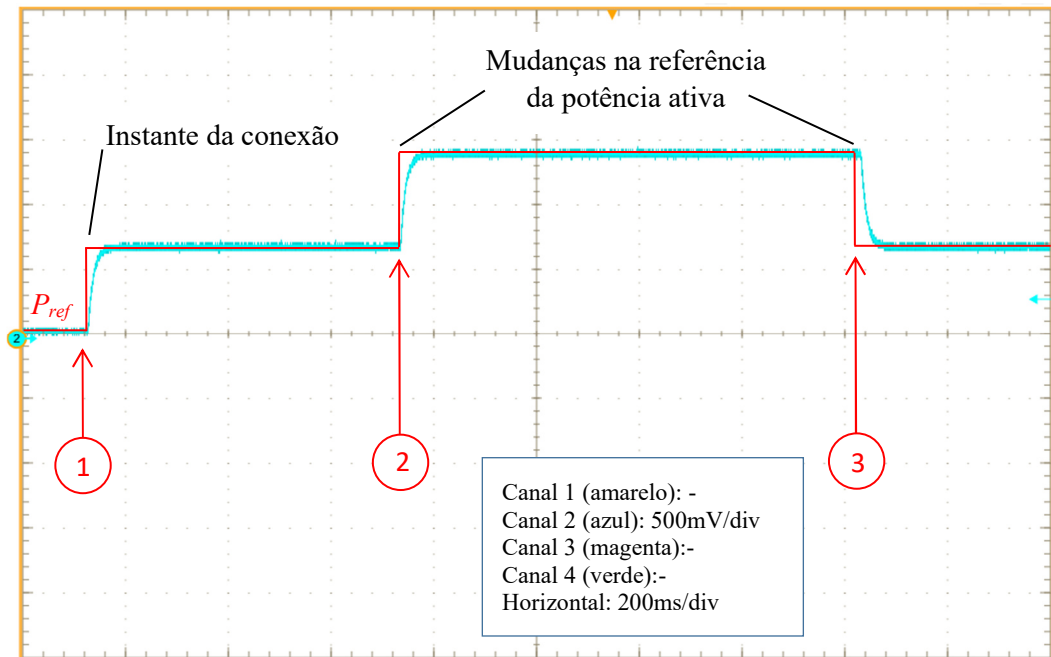 Mudanças na referência
da potência ativa
Instante da conexão
Pref
2
1
2
3
Canal 1 (amarelo): -
Canal 2 (azul): 500mV/div
Canal 3 (magenta):-
Canal 4 (verde):-
Horizontal: 200ms/div